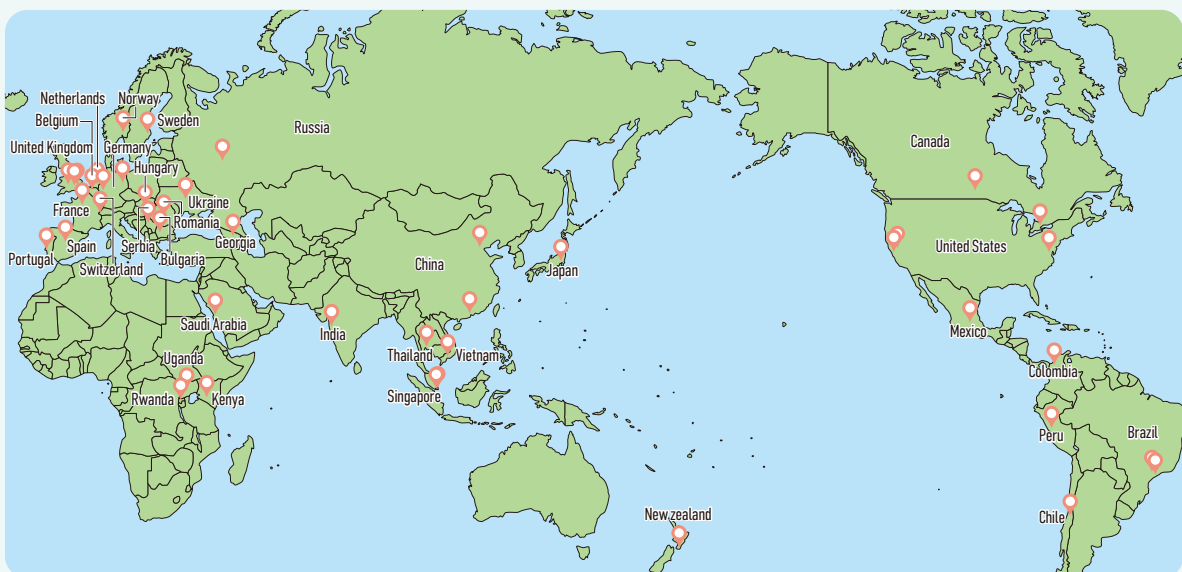 Netherlands
Norway
Belgium
Sweden
Russia
United Kingdom
Germany
Canada
Hungary
Ukraine
France
Romania
Georgia
Spain
Serbia
Portugal
Bulgaria
Switzerland
China
Japan
United States
Saudi Arabia
India
Mexico
Thailand
Vietnam
Uganda
Colombia
Rwanda
Kenya
Singapore
Peru
Brazil
New zealand
Chile